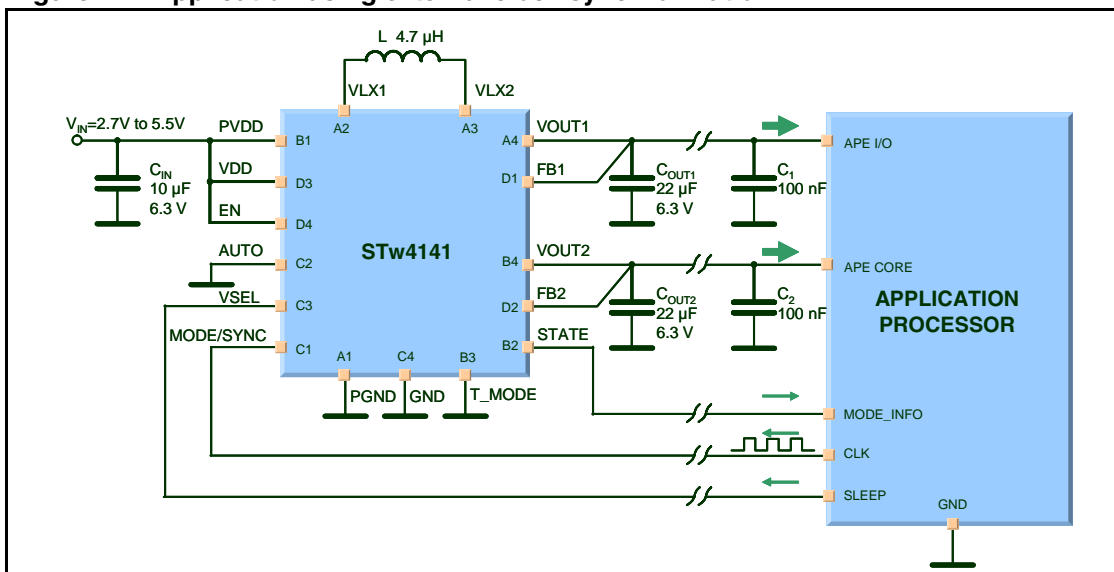 L 4.7 µH
VLX1
VLX2
A2
A3
VIN=2.7V to 5.5V
PVDD
B1
VDD
D3
EN
D4
CIN
10 µF
6.3 V
AUTO
C2
VSEL
C3
MODE/SYNC
C1
STw4141
A1
C4
B3
PGND
GND
T_MODE
A4
VOUT1
D1
FB1
COUT1
22 µF
6.3 V
C1
100 nF
B4
VOUT2
D2
FB2
COUT2
22 µF
6.3 V
C2
100 nF
B2
STATE
APE I/O
APE CORE
APPLICATION
PROCESSOR
MODE_INFO
CLK
SLEEP
GND